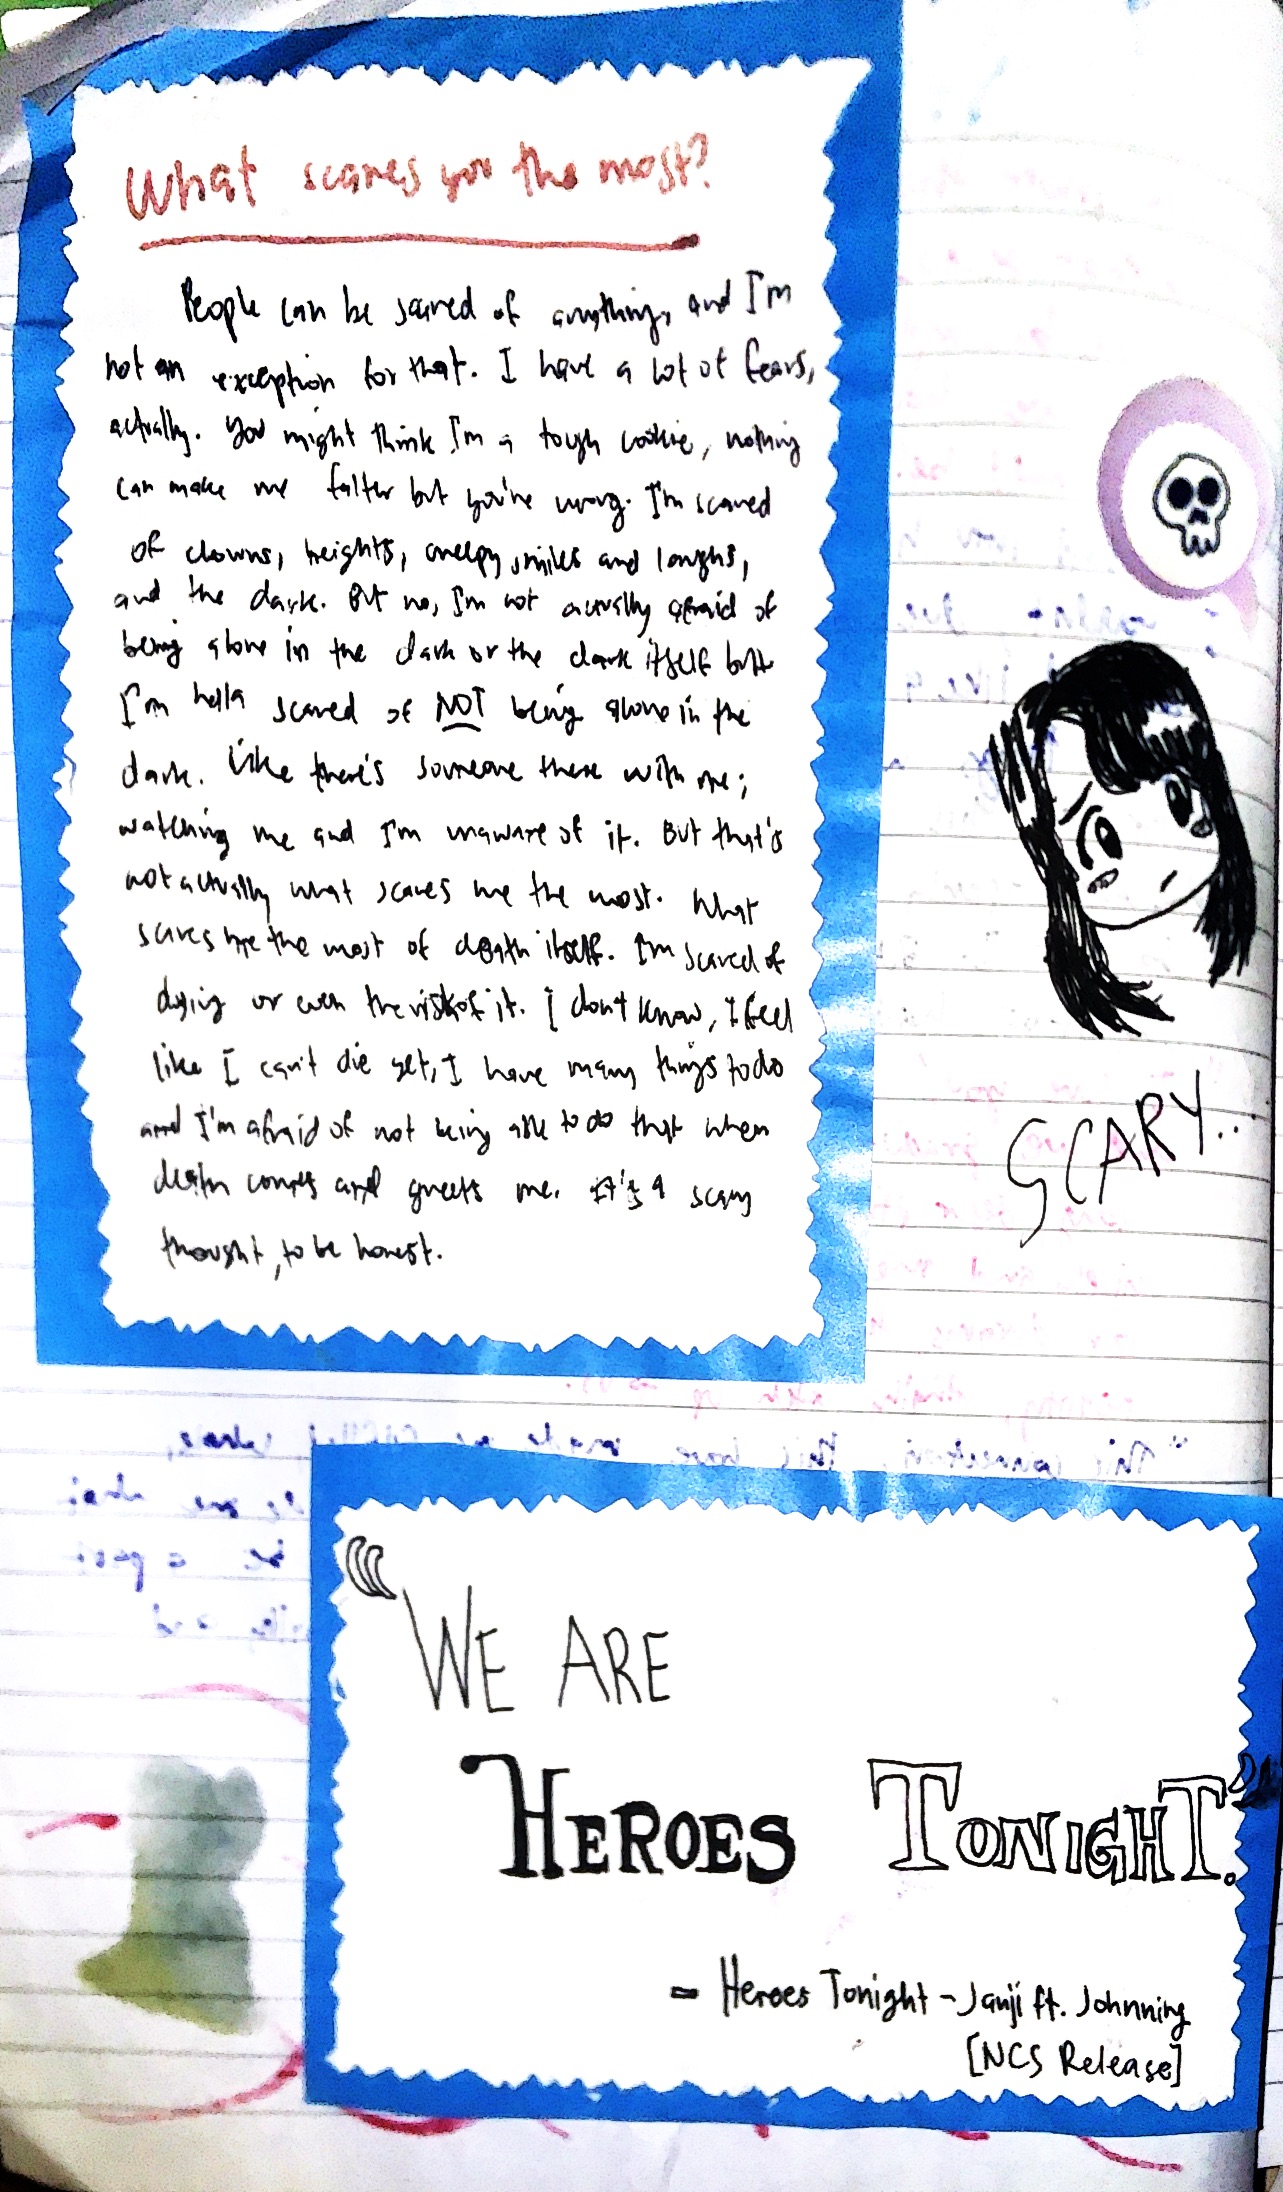 What scares you the most?
People can be scared of anything, and I'm
not an exception for that. I have a lot of fears,
actually. You might think I'm a tough cookie, nothing
can make me falter but you're wrong. I'm scared
of clowns, heights, creepy smiles and laughs,
and the dark. But no, I'm not actually afraid of
being alone in the dark or the dark itself but
I'm hella scared of NOT being alone in the
dark. Like there's someone there with me;
watching me and I'm unaware of it. But that's
not actually what scares me the most. What
scares me the most of death itself. I'm scared of
dying or even the risk of it. I don't know, I feel
like I can't die yet, I have many things to do
and I'm afraid of not being able to do that when
death comes and greets me. It's a scary
thought, to be honest.
SCARY...
"WE ARE
HEROES TONIGHT."
- Heroes Tonight - Janji ft. Johnning
[NCS Release]